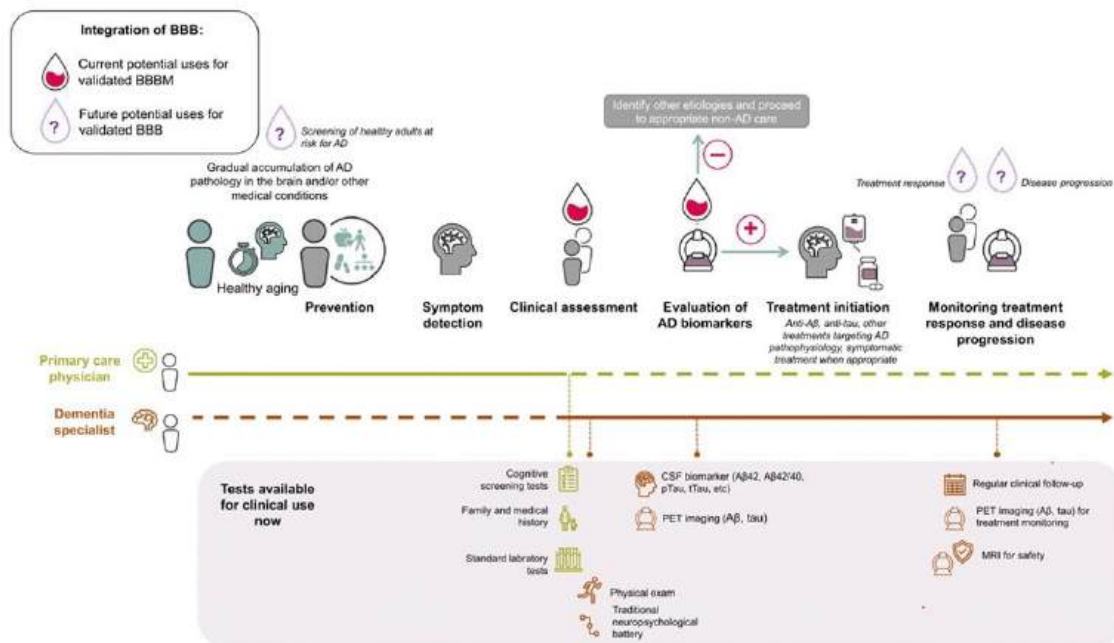 Integration of BBB:
Current potential uses for
validated BBBM
Future potential uses for
validated BBB
?
?
Screening of healthy adults at
risk for AD
Gradual accumulation of AD
pathology in the brain and/or other
medical conditions
Identify other etiologies and proceed
to appropriate non-AD care
Treatment response
?
?
Disease progression
Healthy aging
Prevention
Symptom
detection
Clinical assessment
Evaluation of
AD biomarkers
Treatment initiation
Anti-Aβ, anti-tau, other
treatments targeting AD
pathophysiology, symptomatic
treatment when appropriate
Monitoring treatment
response and disease
progression
Primary care
physician
Dementia
specialist
Tests available
for clinical use
now
Cognitive
screening tests
Family and medical
history
Standard labratory
tests
Physical exam
Traditional
neuropsychological
battery
CSF biomarker (Aβ42, Aβ42/40,
pTau, tTau, etc)
PET imaging (Aβ, tau)
Regular clinical follow-up
PET imaging (Aβ, tau) for
treatment monitoring
MRI for safety